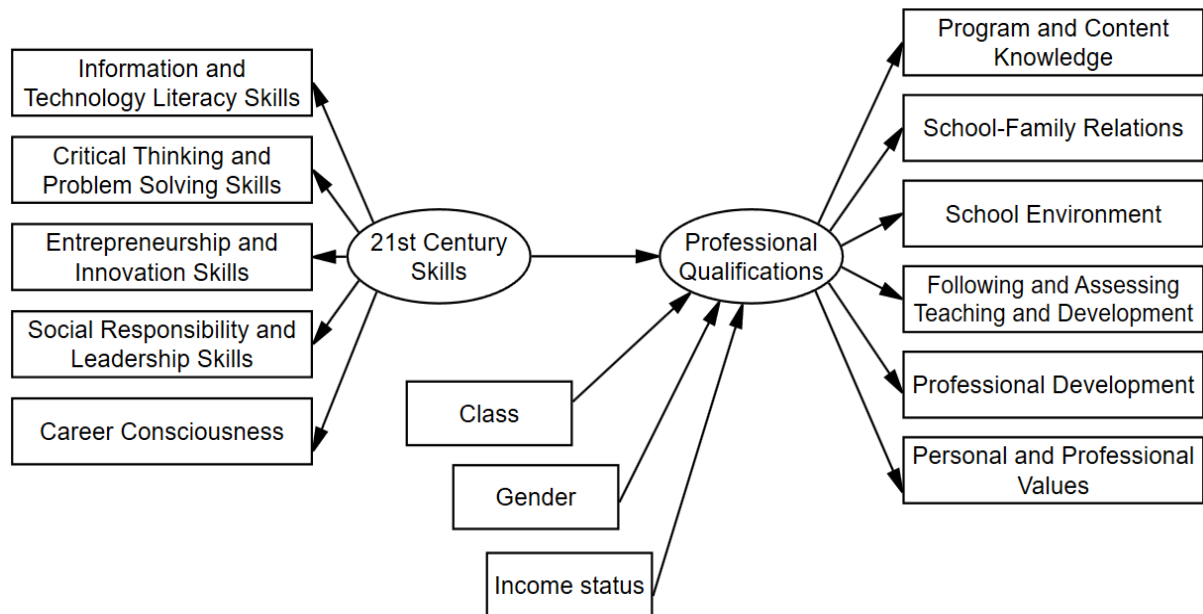 Information and
Technology Literacy Skills
Critical Thinking and
Problem Solving Skills
Entrepreneurship and
Innovation Skills
Social Responsibility and
Leadership Skills
Career Consciousness
21st Century
Skills
Class
Gender
Income status
Professional
Qualifications
Program and Content
Knowledge
School-Family Relations
School Environment
Following and Assessing
Teaching and Development
Professional Development
Personal and Professional
Values